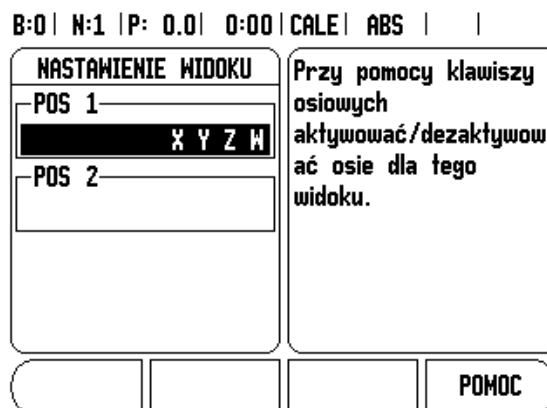 B:0| N:1 |P: 0.0| 0:00|CALE| ABS | |
NASTAWIENIE WIDOKU
POS 1
X Y Z W
POS 2
Przy pomocy klawiszy
osiowych
aktywować/dezaktywow
ać osie dla tego
widoku.
POMOC